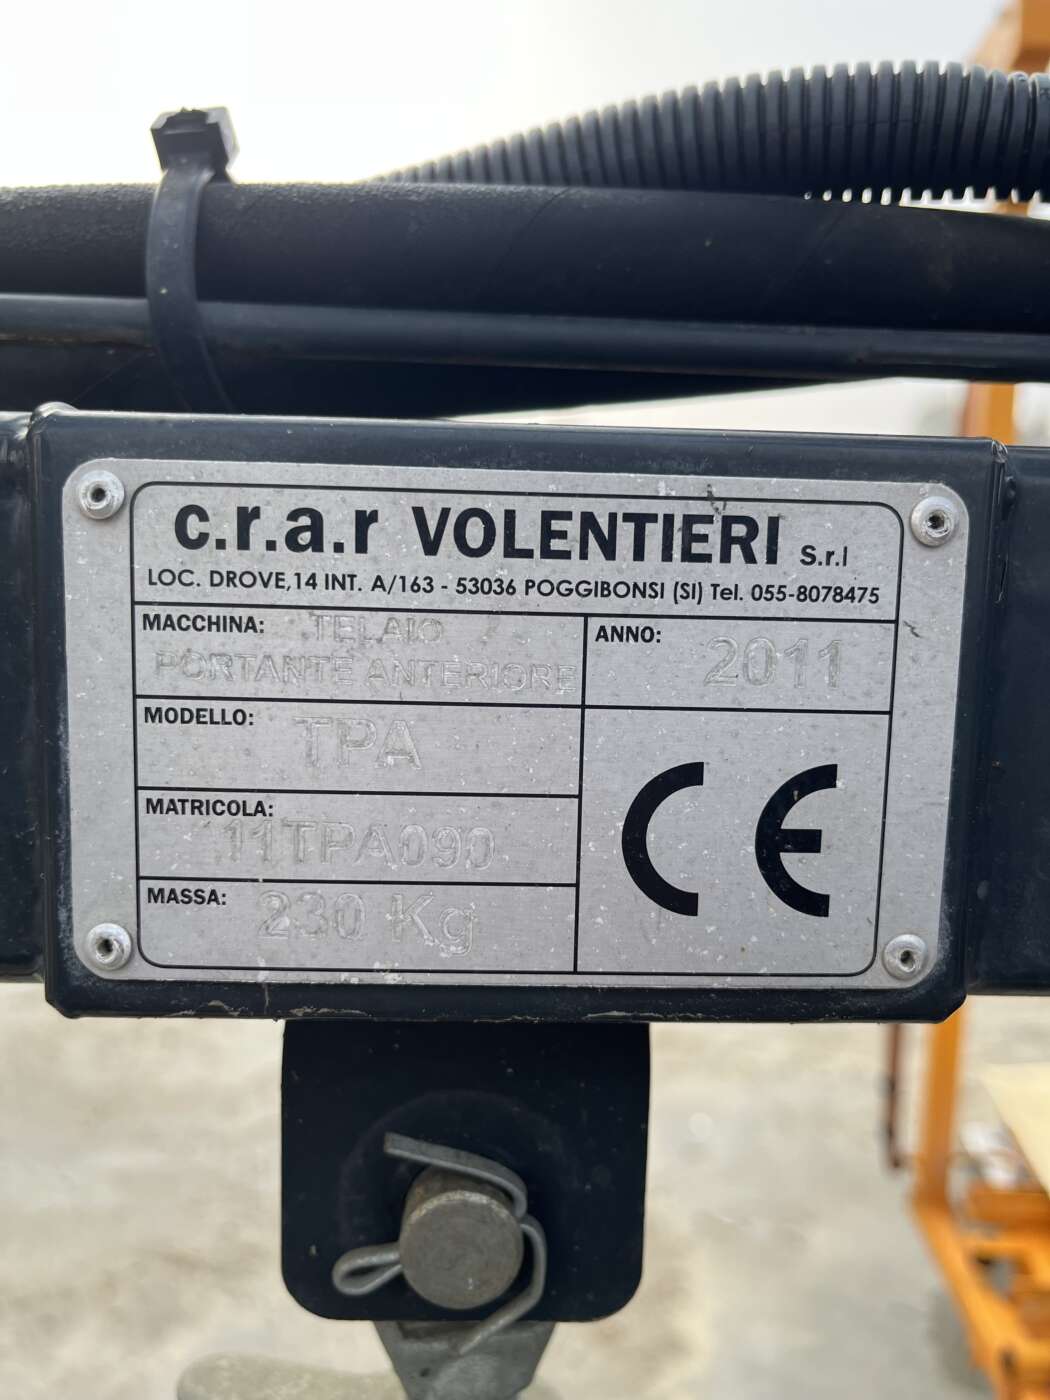 c.r.a.r VOLENTIERI S.r.l
LOC. DROVE,14 INT. A/163 - 53036 POGGIBONSI (SI) Tel. 055-8078475
MACCHINA: TELAIO
PORTANTE ANTERIORE
ANNO: 2011
MODELLO: TPA
MATRICOLA: 11TPA090
MASSA: 230 Kg
CE